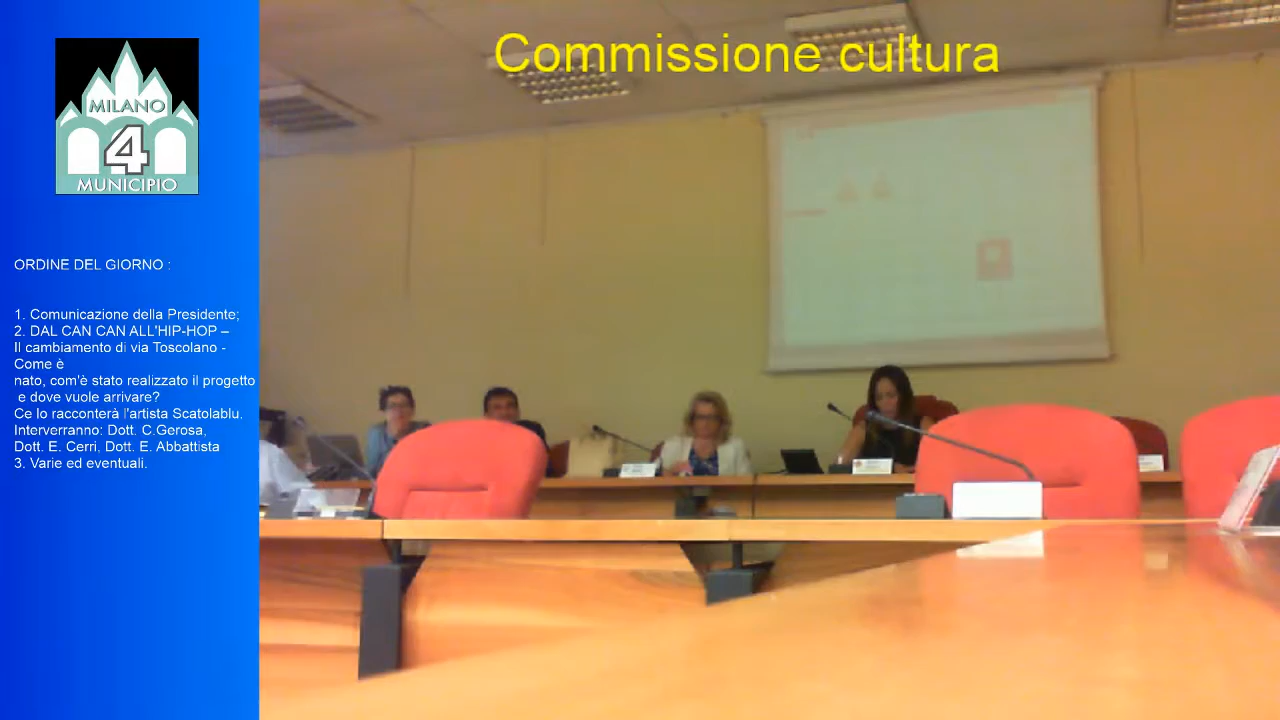 Commissione cultura
MILANO
4
MUNICIPIO
ORDINE DEL GIORNO :
1. Comunicazione della Presidente;
2. DAL CAN CAN ALL'HIP-HOP –
Il cambiamento di via Toscolano -
Come è
nato, com'è stato realizzato il progetto
e dove vuole arrivare?
Ce lo racconterà l'artista Scatolablu.
Interverranno: Dott. C.Gerosa,
Dott. E. Cerri, Dott. E. Abbattista
3. Varie ed eventuali.